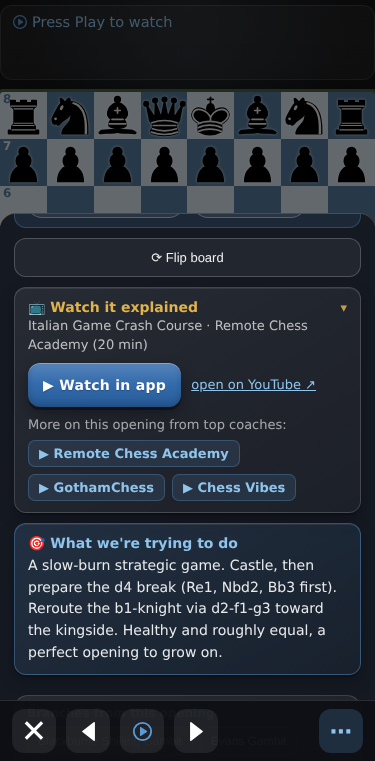 Press Play to watch
8
7
6
⟳ Flip board
📺 Watch it explained ▾
Italian Game Crash Course · Remote Chess
Academy (20 min)
▶ Watch in app open on YouTube ↗
More on this opening from top coaches:
▶ Remote Chess Academy
▶ GothamChess ▶ Chess Vibes
🎯 What we're trying to do
A slow-burn strategic game. Castle, then
prepare the d4 break (Re1, Nbd2, Bb3 first).
Reroute the b1-knight via d2-f1-g3 toward
the kingside. Healthy and roughly equal, a
perfect opening to grow on.